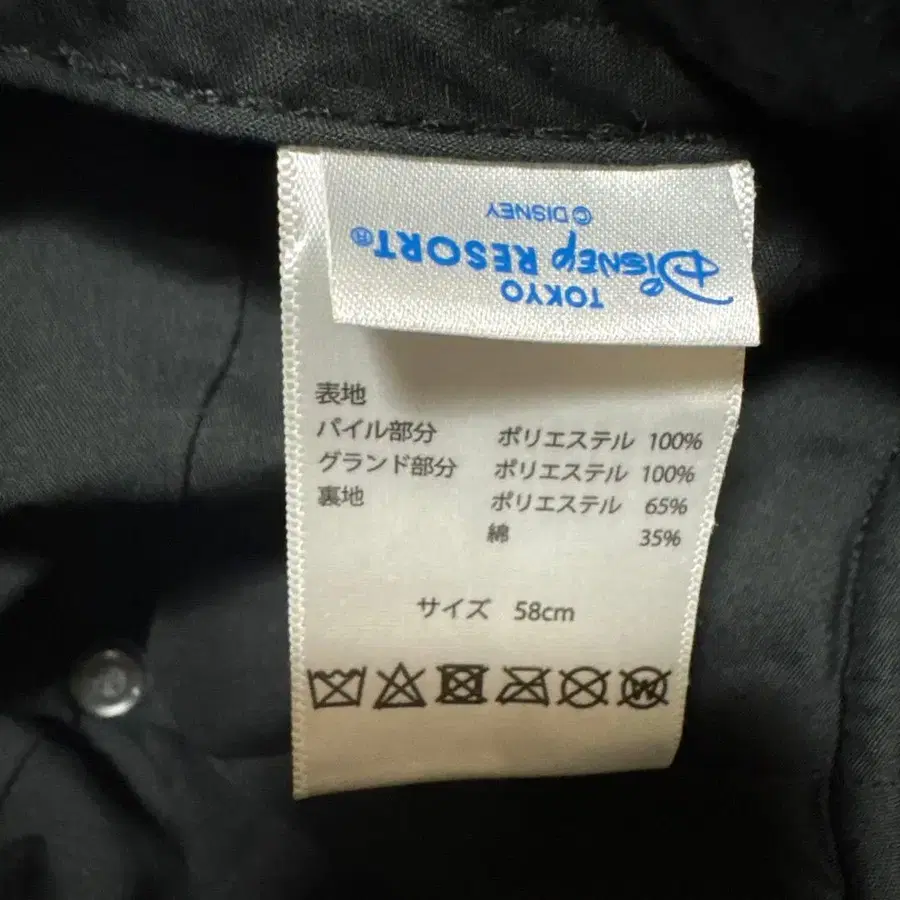 TOKYO
DISNEY RESORT®
© DISNEY
表地
パイル部分 ポリエステル 100%
グランド部分 ポリエステル 100%
裏地 ポリエステル 65%
綿 35%
サイズ 58cm
W